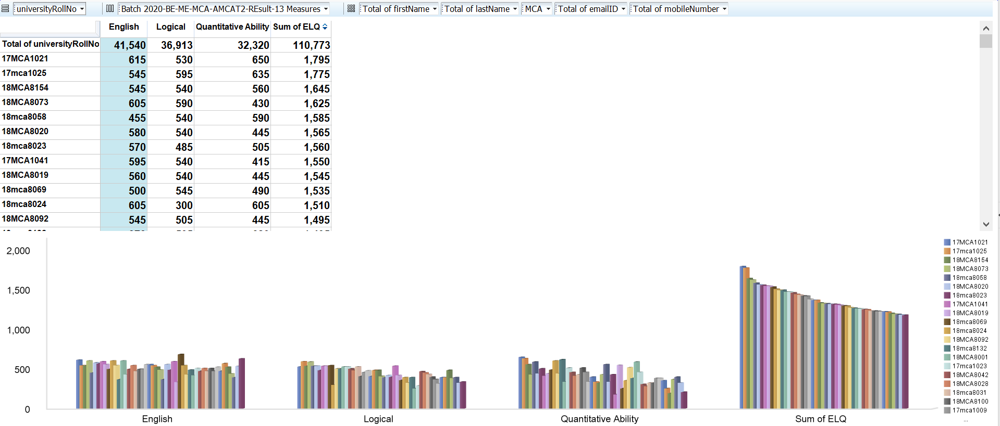 universityRollNo Batch 2020-BE-ME-MCA-AMCAT2-REsult-13 Measures Total of firstName Total of lastName MCA Total of emailID Total of mobileNumber
English Logical Quantitative Ability Sum of ELQ
Total of universityRollNo 41,540 36,913 32,320 110,773
17MCA1021 615 530 650 1,795
17mca1025 545 595 635 1,775
18MCA8154 545 540 560 1,645
18MCA8073 605 590 430 1,625
18mca8058 455 540 590 1,585
18MCA8020 580 540 445 1,565
18mca8023 570 485 505 1,560
17MCA1041 595 540 415 1,550
18MCA8019 560 540 445 1,545
18mca8069 500 545 490 1,535
18mca8024 605 300 605 1,510
18MCA8092 545 505 445 1,495
2,000
1,500
1,000
500
0
English Logical Quantitative Ability Sum of ELQ
17MCA1021
17mca1025
18MCA8154
18MCA8073
18mca8058
18MCA8020
18mca8023
17MCA1041
18MCA8019
18mca8069
18mca8024
18MCA8092
18mca8132
18MCA8001
17mca1023
18MCA8042
18MCA8028
18mca8031
18MCA8100
17mca1009
...